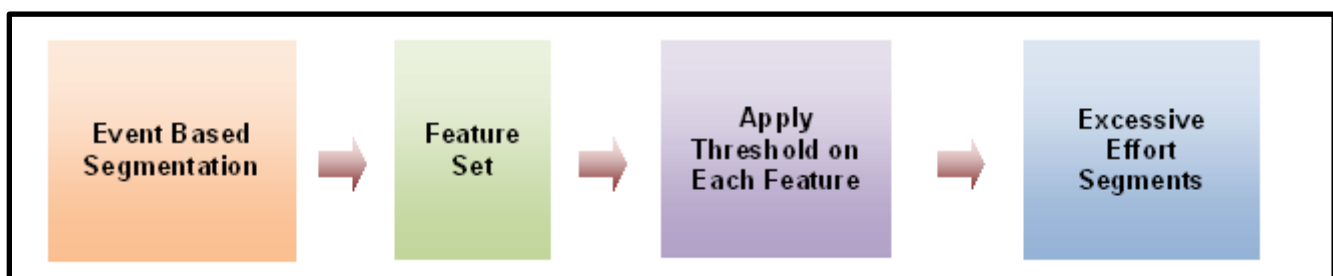 Event Based
Segmentation
Feature
Set
Apply
Threshold on
Each Feature
Excessive
Effort
Segments